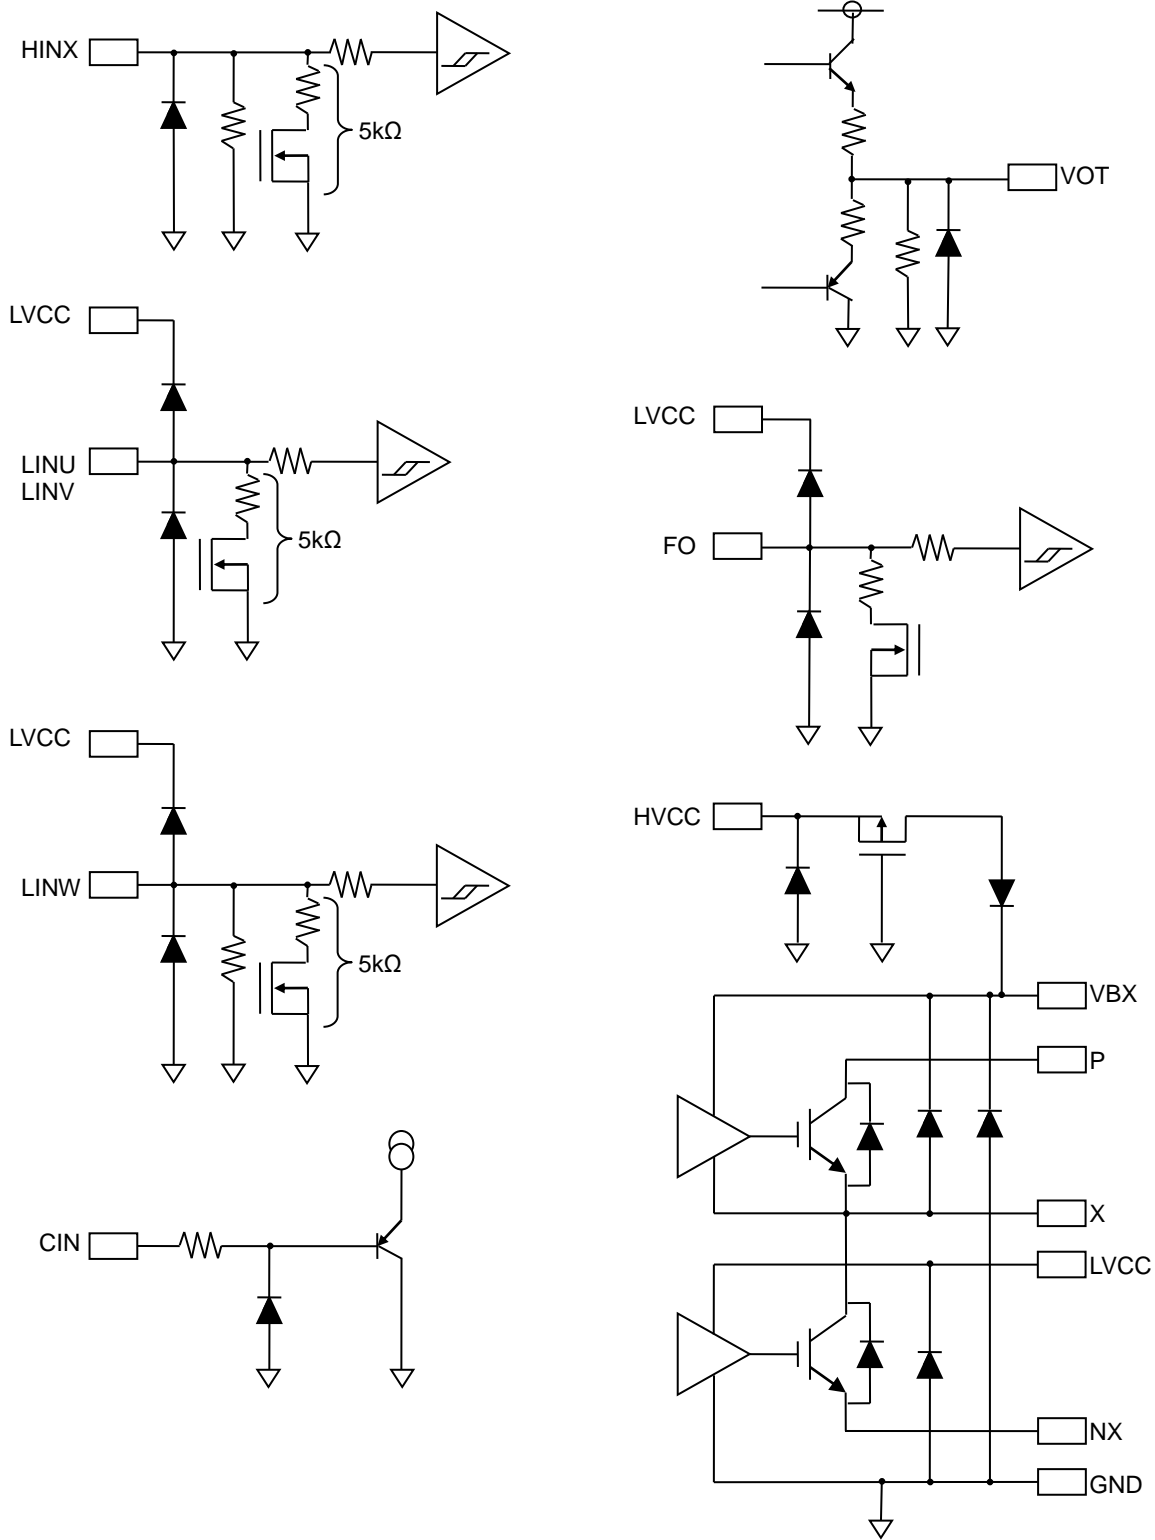 HINX
5kΩ
LVCC
LINU
LINV
5kΩ
LVCC
LINW
5kΩ
CIN
VOT
LVCC
FO
HVCC
VBX
P
X
LVCC
NX
GND